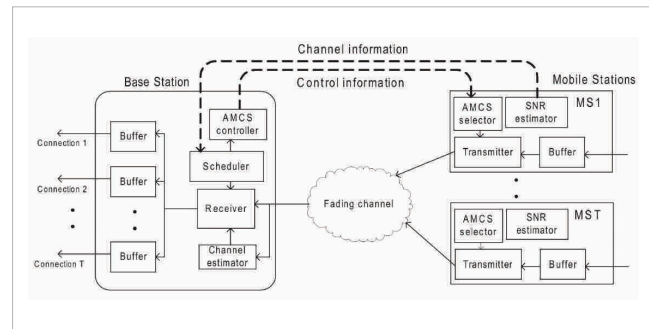 Channel information
Control information
Base Station
Mobile Stations
Buffer
Connection 1
AMCS
controller
Scheduler
Buffer
Connection 2
Receiver
Buffer
Connection T
Channel
estimator
Fading channel
AMCS
selector
SNR
estimator
MS1
Transmitter
Buffer
AMCS
selector
SNR
estimator
MST
Transmitter
Buffer